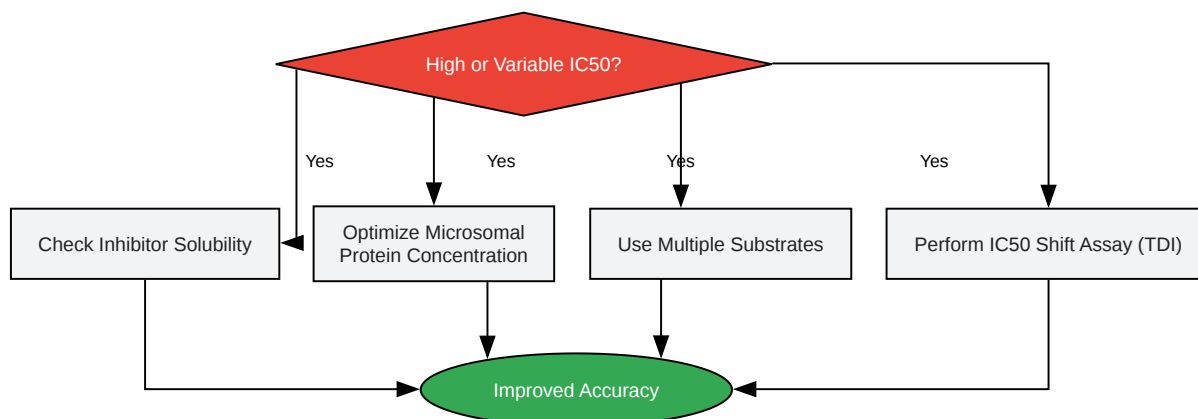 High or Variable IC50?
Yes
Yes
Yes
Yes
Check Inhibitor Solubility
Optimize Microsomal
Protein Concentration
Use Multiple Substrates
Perform IC50 Shift Assay (TDI)
Improved Accuracy